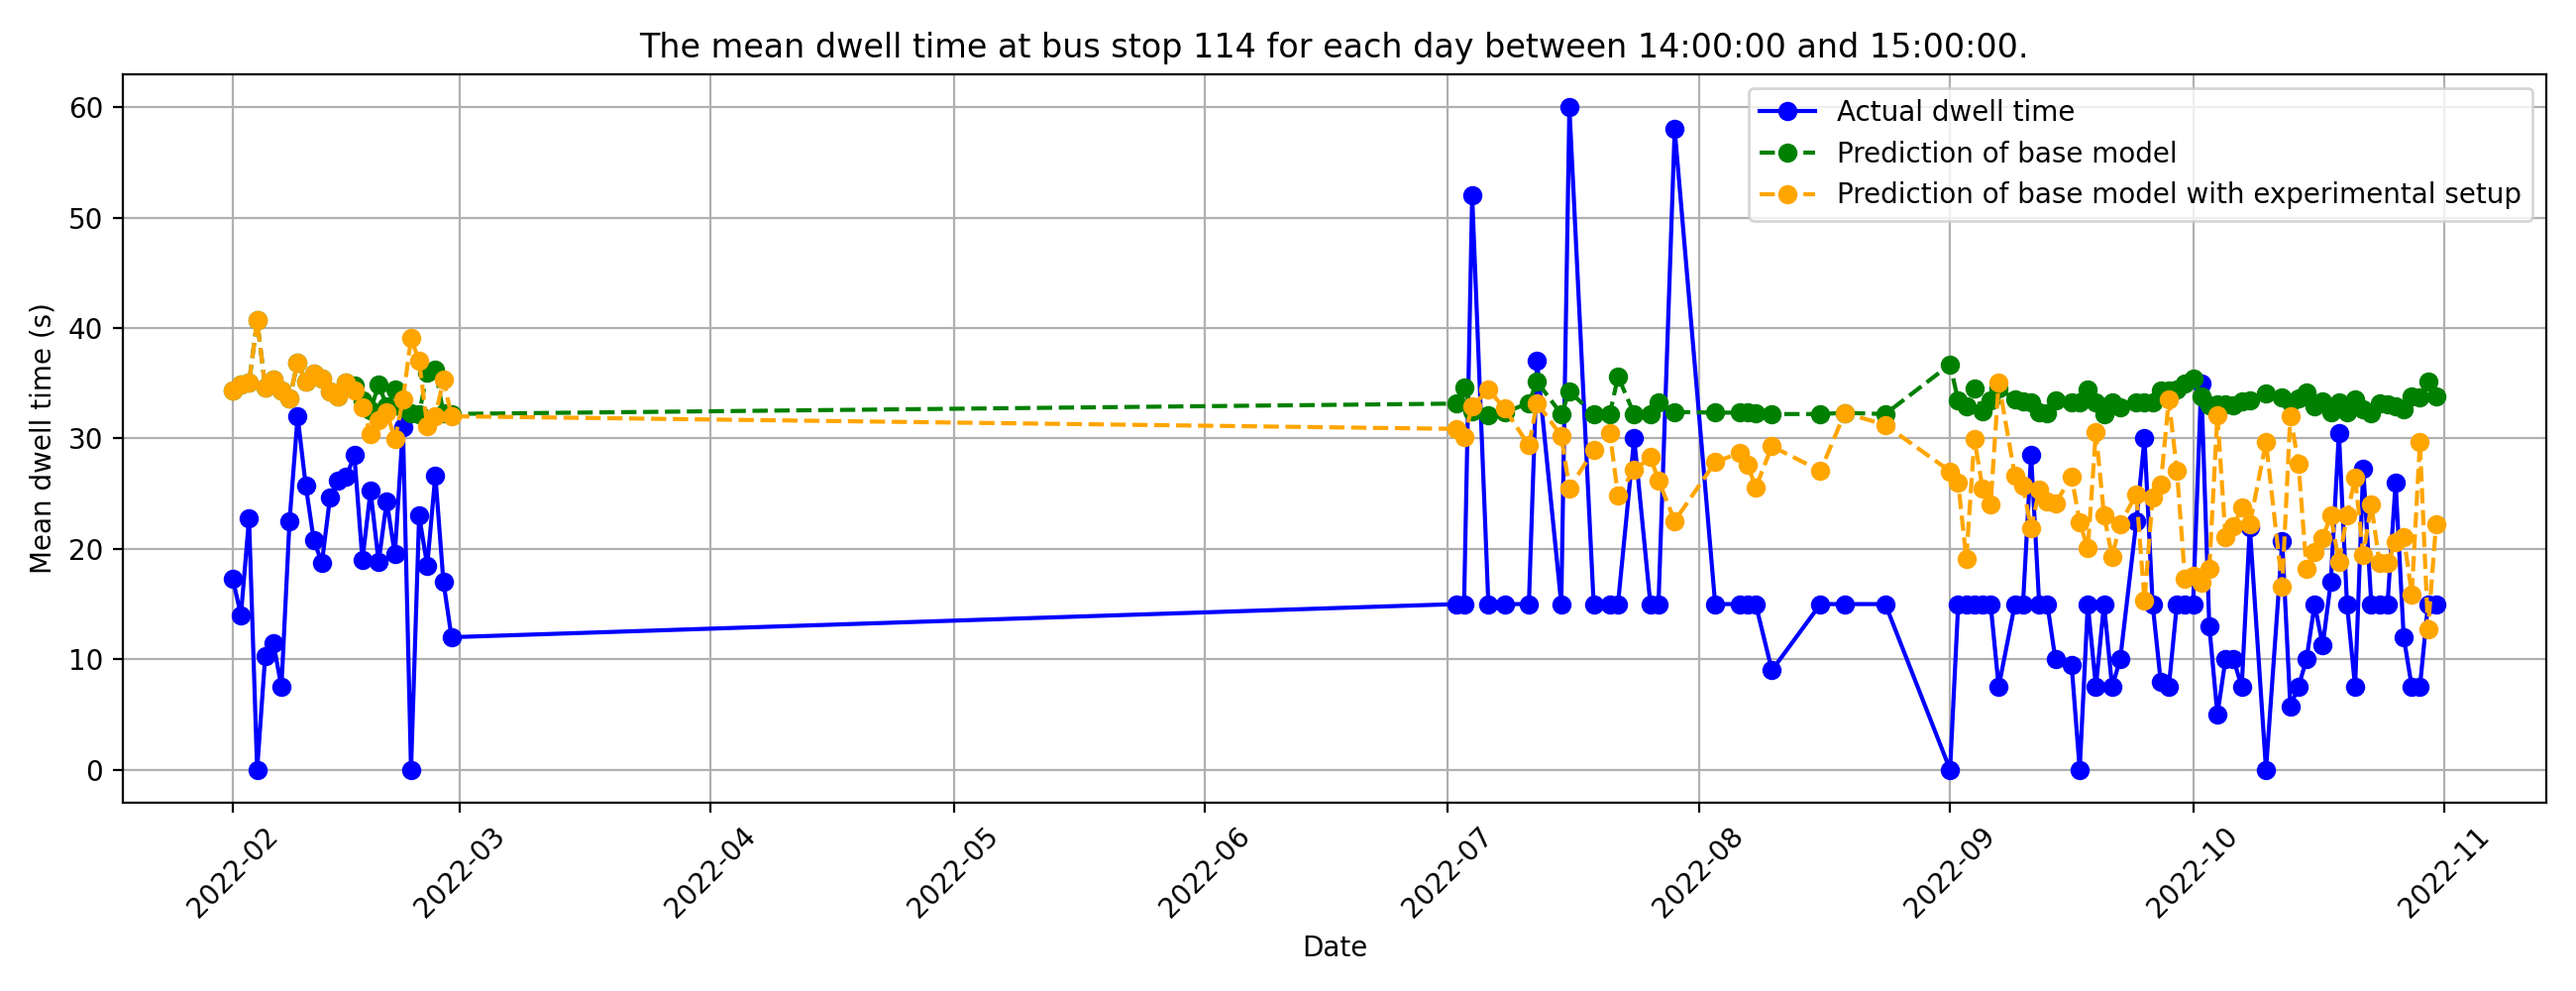 The mean dwell time at bus stop 114 for each day between 14:00:00 and 15:00:00.
Actual dwell time
Prediction of base model
Prediction of base model with experimental setup
Mean dwell time (s)
60
50
40
30
20
10
0
2022-02
2022-03
2022-04
2022-05
2022-06
2022-07
2022-08
2022-09
2022-10
2022-11
Date